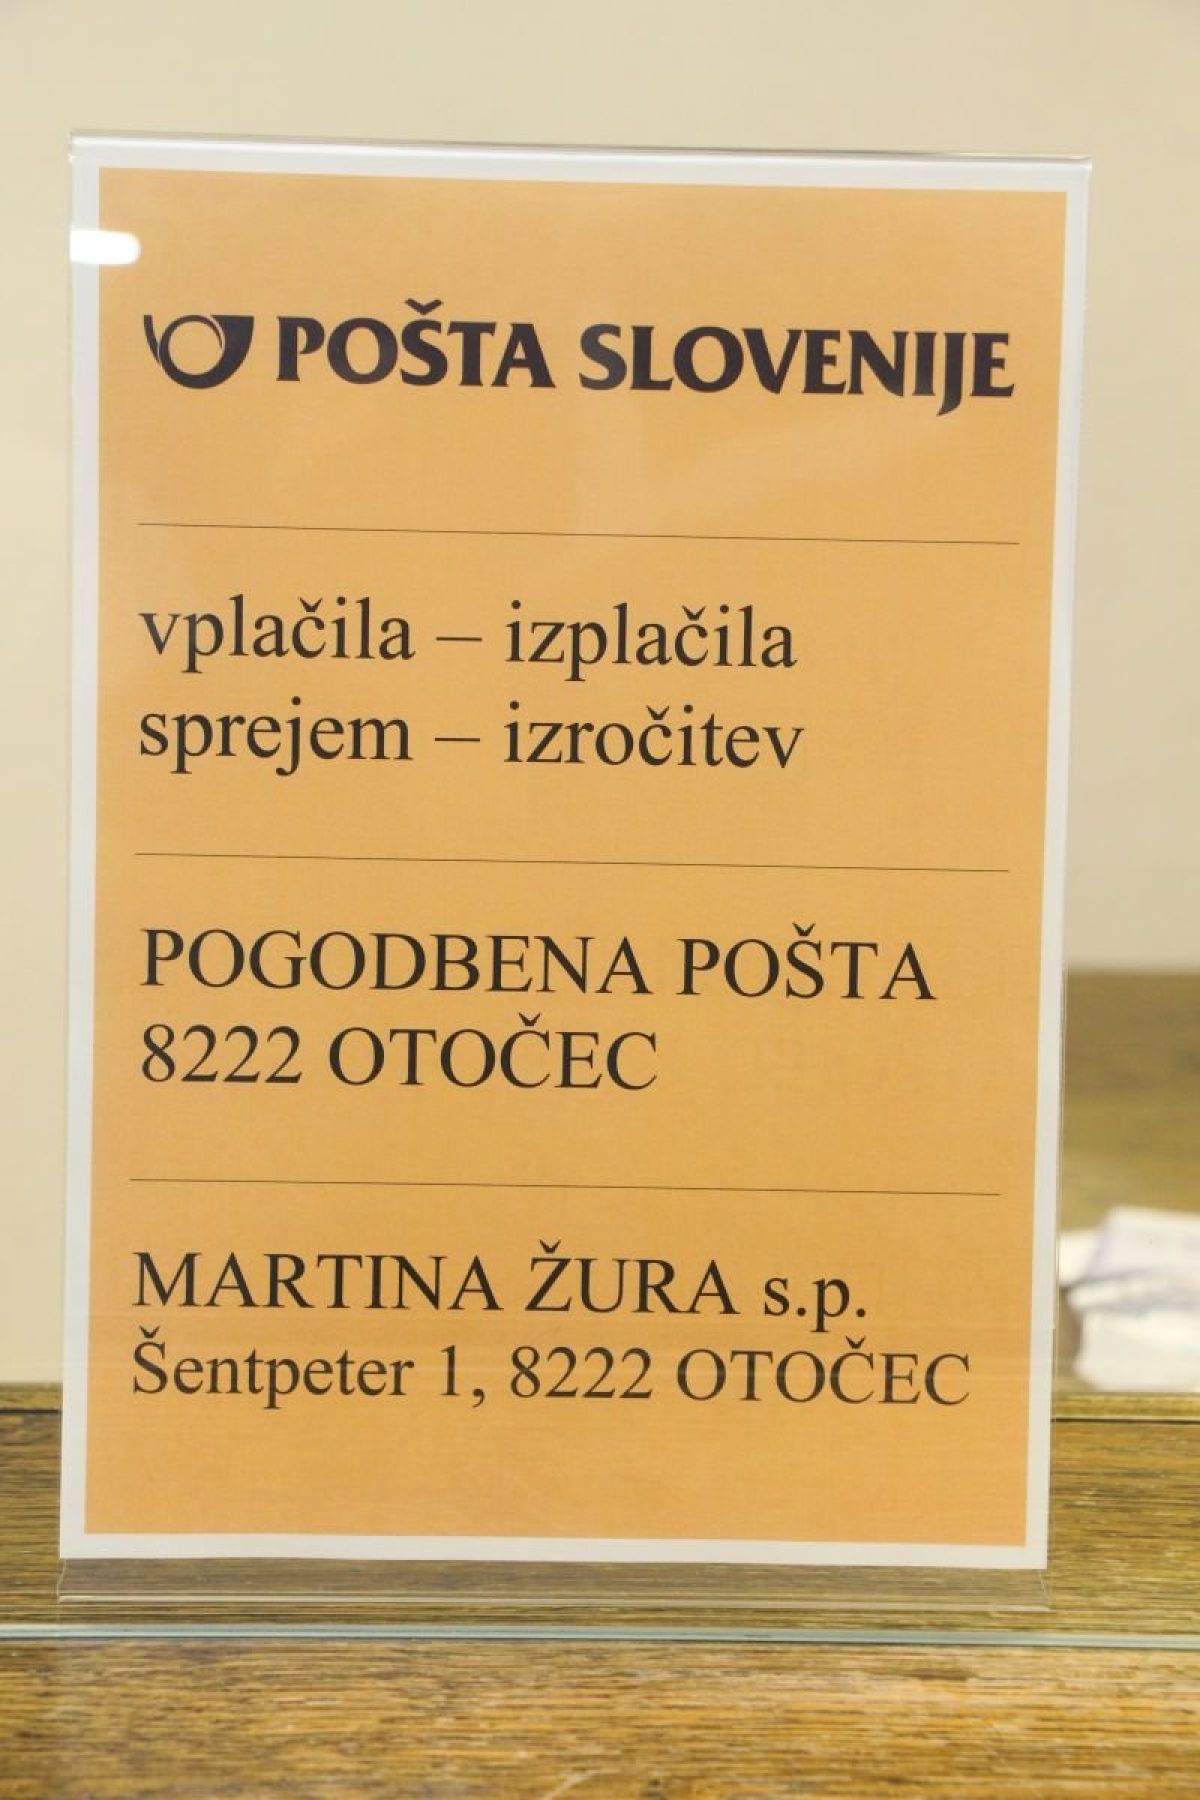 POŠTA SLOVENIJE
vplačila – izplačila
sprejem – izročitev
POGODBENA POŠTA
8222 OTOČEC
MARTINA ŽURA s.p.
Šentpeter 1, 8222 OTOČEC